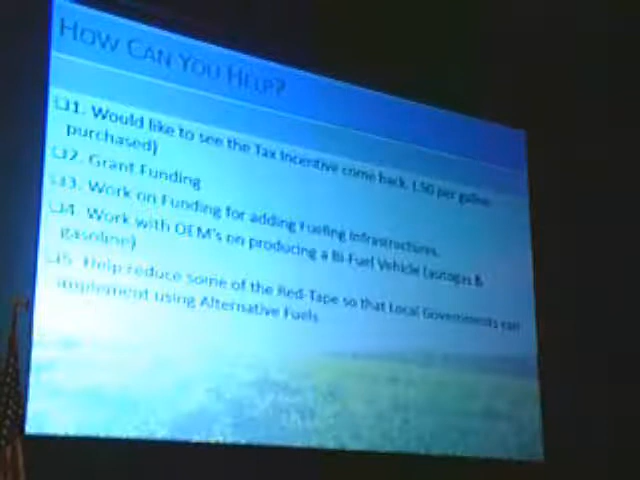 HOW CAN YOU HELP?
❑1. Would like to see the Tax Incentive come back. (.50 per gallon
purchased)
❑2. Grant Funding
❑3. Work on Funding for adding Fueling Infrastructures.
❑4. Work with OEM's on producing a Bi-Fuel Vehicle (autogas &
gasoline)
❑5. Help reduce some of the Red-Tape so that Local Governments can
implement using Alternative Fuels